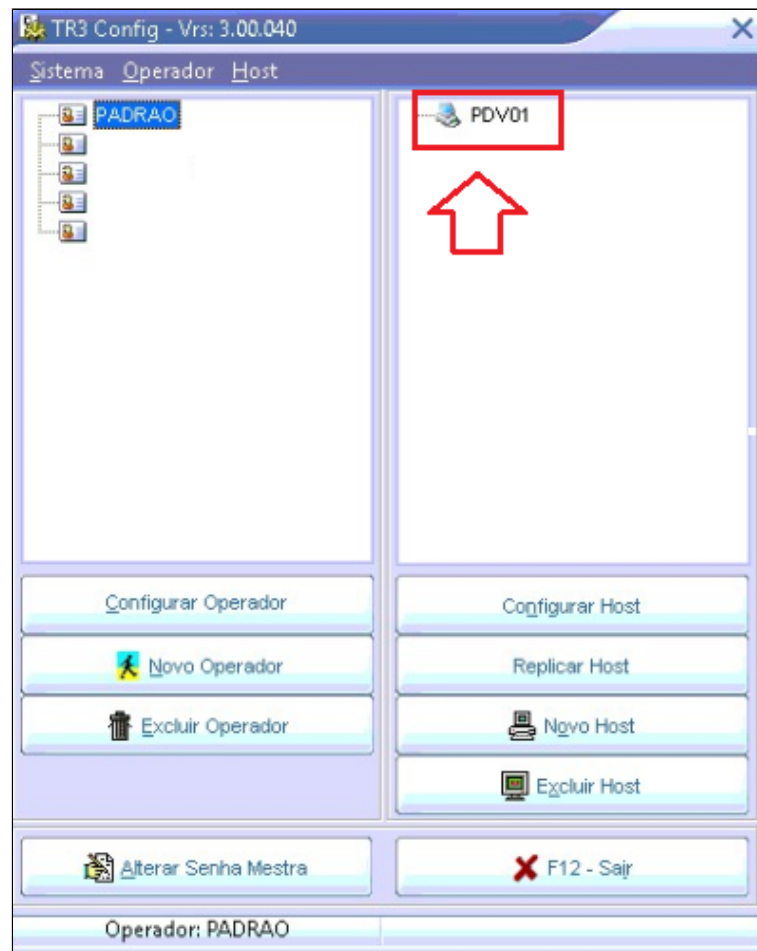 TR3 Config - Vrs: 3.00.040
Sistema Operador Host
PADRAO
PDV01
Configurar Operador
Configurar Host
Novo Operador
Replicar Host
Excluir Operador
Novo Host
Excluir Host
Alterar Senha Mestra
F12 - Sair
Operador: PADRAO